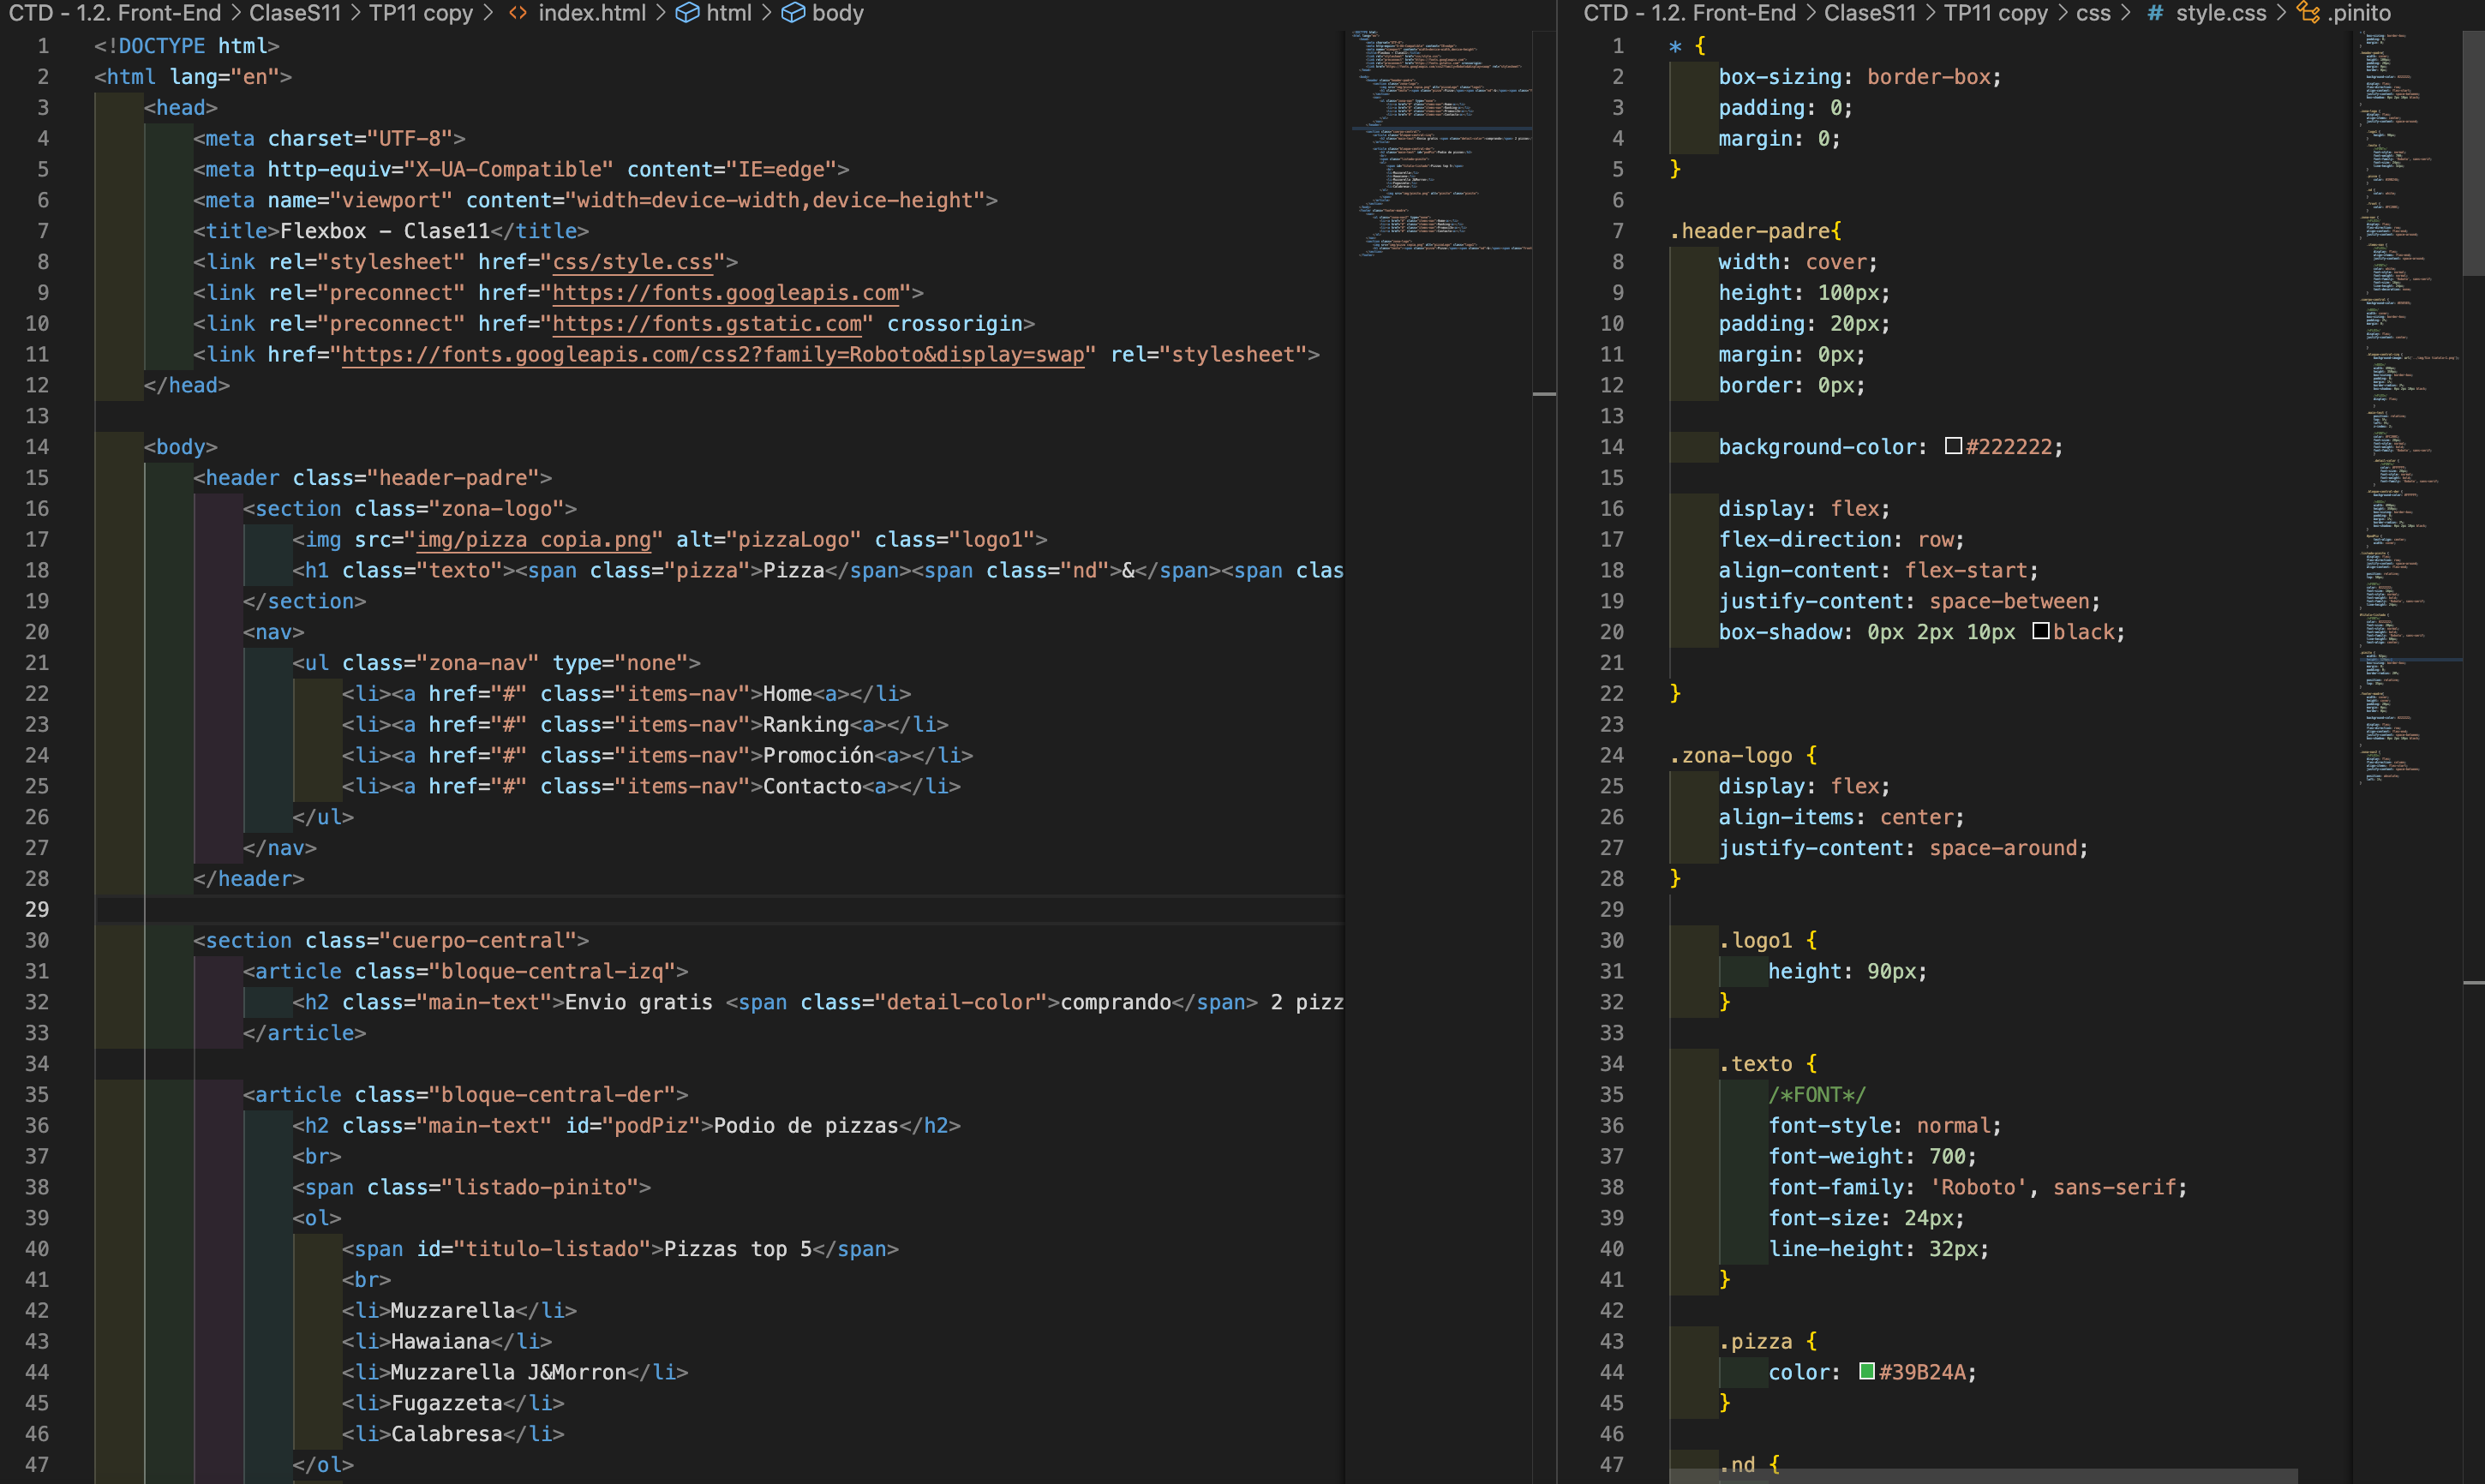 CTD - 1.2. Front-End > ClaseS11 > TP11 copy > <> index.html > html > body
1 <!DOCTYPE html>
2 <html lang="en">
3 <head>
4 <meta charset="UTF-8">
5 <meta http-equiv="X-UA-Compatible" content="IE=edge">
6 <meta name="viewport" content="width=device-width,device-height">
7 <title>Flexbox - Clase11</title>
8 <link rel="stylesheet" href="css/style.css">
9 <link rel="preconnect" href="https://fonts.googleapis.com">
10 <link rel="preconnect" href="https://fonts.gstatic.com" crossorigin>
11 <link href="https://fonts.googleapis.com/css2?family=Roboto&display=swap" rel="stylesheet">
12 </head>
13
14 <body>
15 <header class="header-padre">
16 <section class="zona-logo">
17 <img src="img/pizza copia.png" alt="pizzaLogo" class="logo1">
18 <h1 class="texto"><span class="pizza">Pizza</span><span class="nd">&</span><span clas
19 </section>
20 <nav>
21 <ul class="zona-nav" type="none">
22 <li><a href="#" class="items-nav">Home<a></li>
23 <li><a href="#" class="items-nav">Ranking<a></li>
24 <li><a href="#" class="items-nav">Promoción<a></li>
25 <li><a href="#" class="items-nav">Contacto<a></li>
26 </ul>
27 </nav>
28 </header>
29
30 <section class="cuerpo-central">
31 <article class="bloque-central-izq">
32 <h2 class="main-text">Envio gratis <span class="detail-color">comprando</span> 2 pizz
33 </article>
34
35 <article class="bloque-central-der">
36 <h2 class="main-text" id="podPiz">Podio de pizzas</h2>
37 <br>
38 <span class="listado-pinito">
39 <ol>
40 <span id="titulo-listado">Pizzas top 5</span>
41 <br>
42 <li>Muzzarella</li>
43 <li>Hawaiana</li>
44 <li>Muzzarella J&Morron</li>
45 <li>Fugazzeta</li>
46 <li>Calabresa</li>
47 </ol>
CTD - 1.2. Front-End > ClaseS11 > TP11 copy > css > # style.css > .pinito
1 * {
2 box-sizing: border-box;
3 padding: 0;
4 margin: 0;
5 }
6
7 .header-padre{
8 width: cover;
9 height: 100px;
10 padding: 20px;
11 margin: 0px;
12 border: 0px;
13
14 background-color: #222222;
15
16 display: flex;
17 flex-direction: row;
18 align-content: flex-start;
19 justify-content: space-between;
20 box-shadow: 0px 2px 10px black;
21
22 }
23
24 .zona-logo {
25 display: flex;
26 align-items: center;
27 justify-content: space-around;
28 }
29
30 .logo1 {
31 height: 90px;
32 }
33
34 .texto {
35 /*FONT*/
36 font-style: normal;
37 font-weight: 700;
38 font-family: 'Roboto', sans-serif;
39 font-size: 24px;
40 line-height: 32px;
41 }
42
43 .pizza {
44 color: #39B24A;
45 }
46
47 .nd {